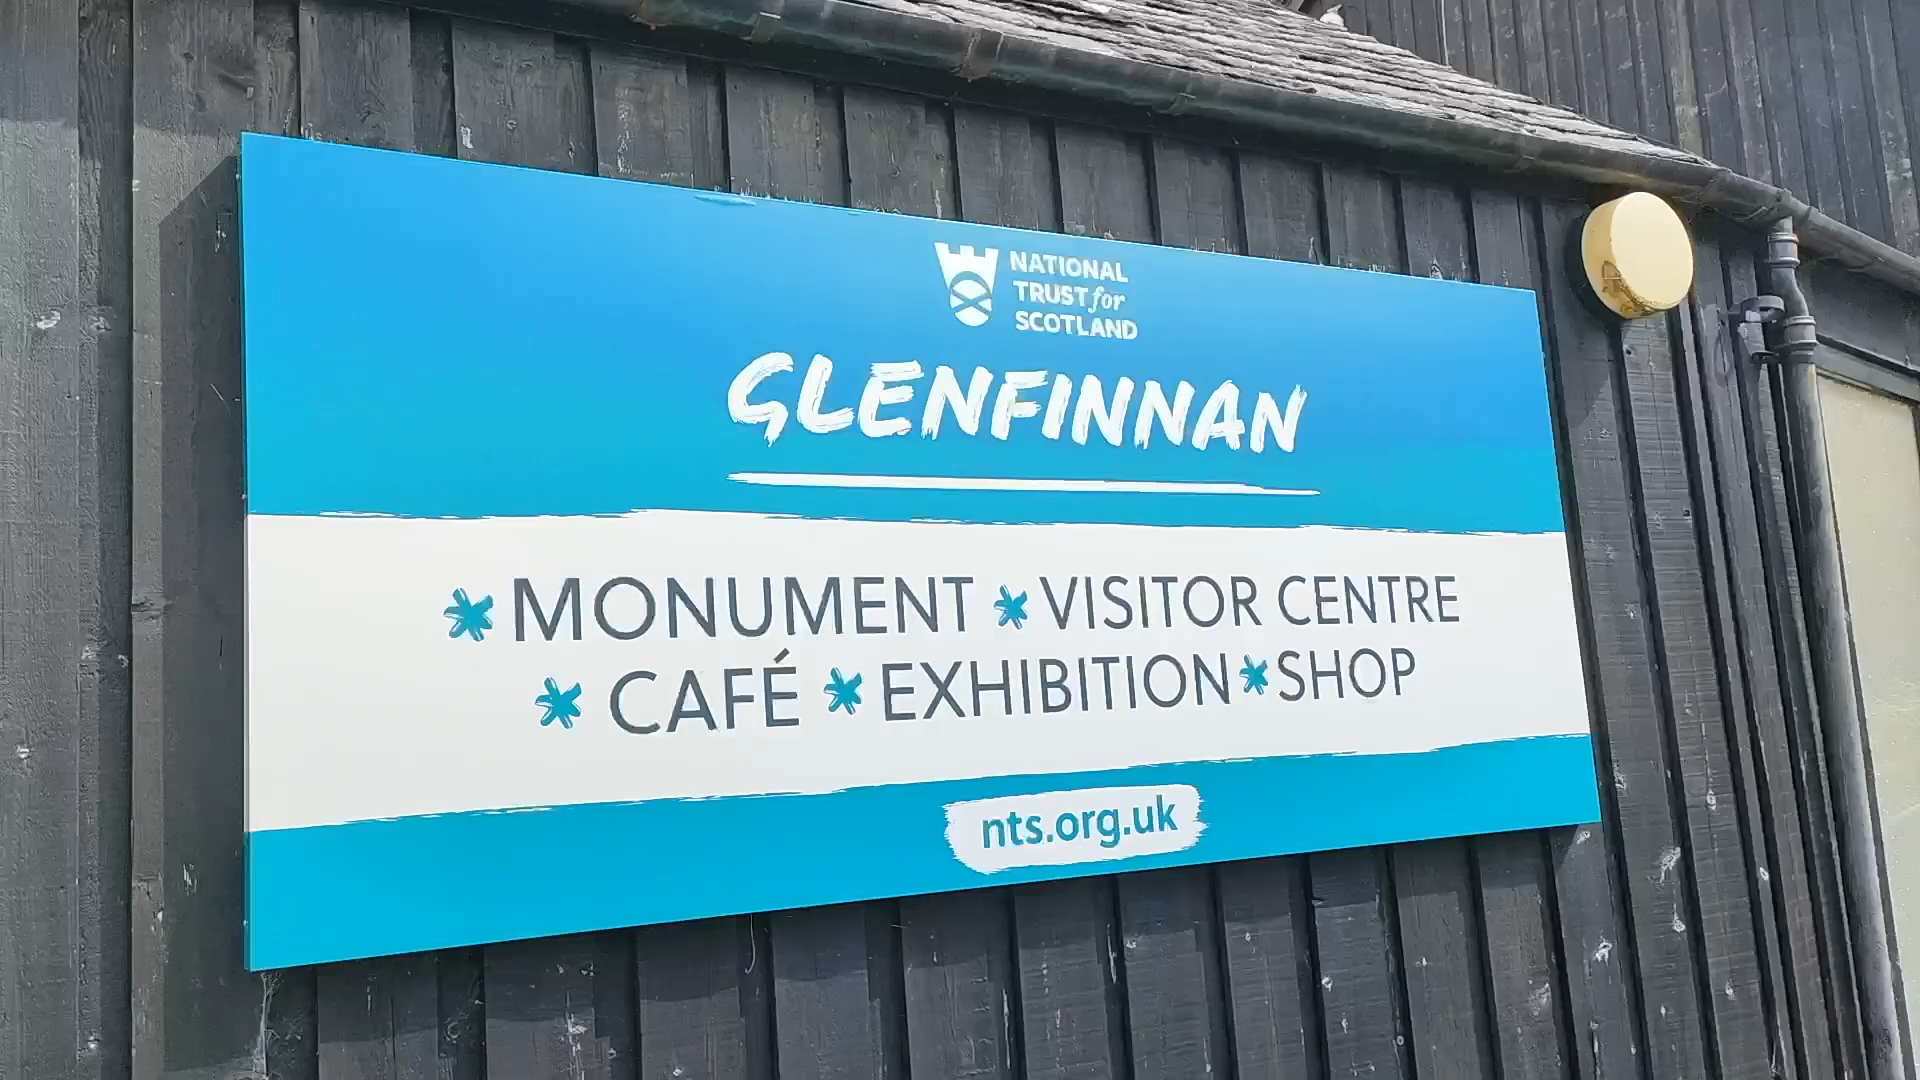 NATIONAL
TRUST for
SCOTLAND
GLENFINNAN
* MONUMENT * VISITOR CENTRE
* CAFÉ * EXHIBITION * SHOP
nts.org.uk